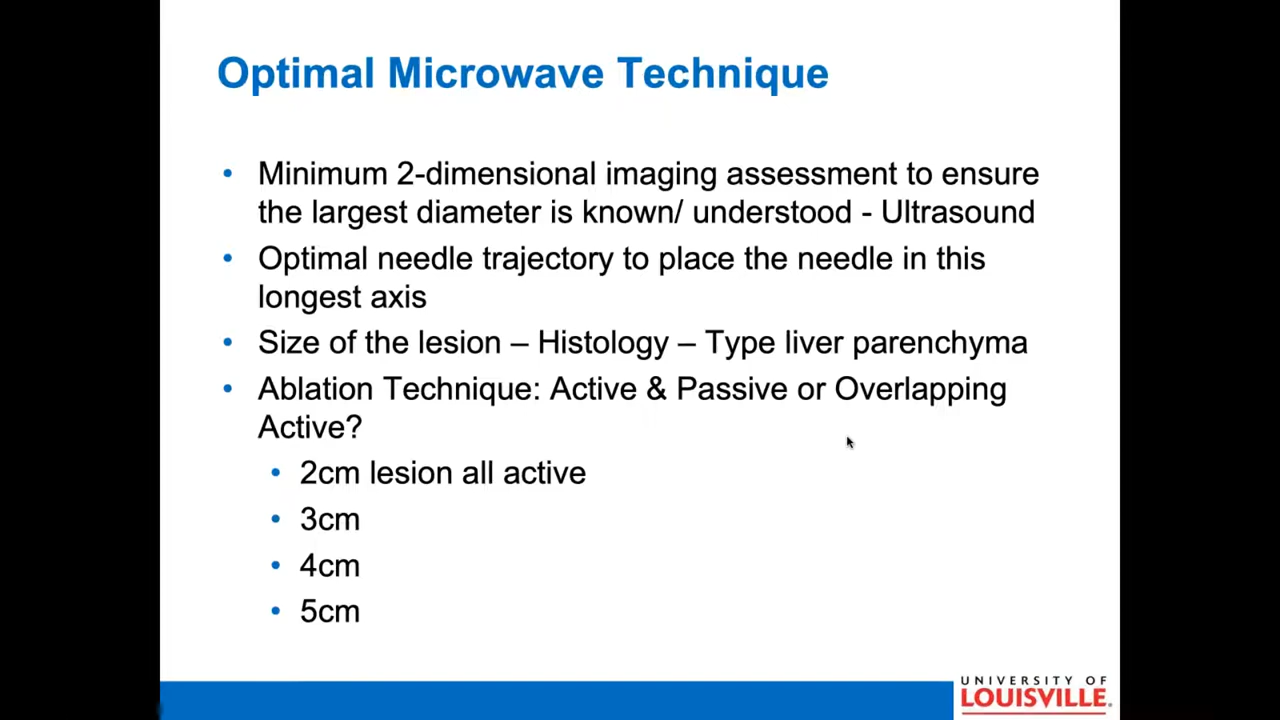 Optimal Microwave Technique
• Minimum 2-dimensional imaging assessment to ensure
the largest diameter is known/ understood - Ultrasound
• Optimal needle trajectory to place the needle in this
longest axis
• Size of the lesion – Histology – Type liver parenchyma
• Ablation Technique: Active & Passive or Overlapping
Active?
• 2cm lesion all active
• 3cm
• 4cm
• 5cm
UNIVERSITY OF
LOUISVILLE.